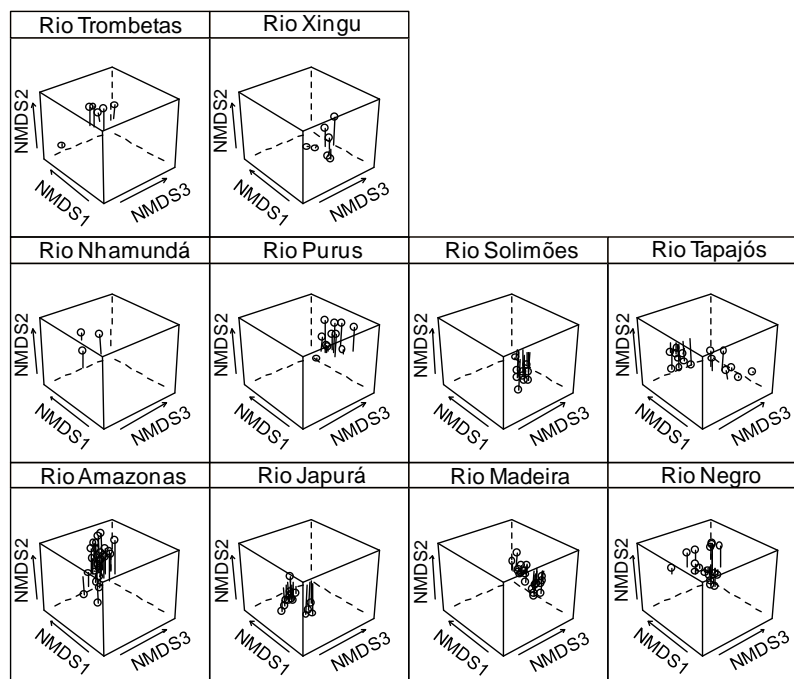 Rio Trombetas
Rio Xingu
NMDS2
NMDS1
NMDS3
NMDS2
NMDS1
NMDS3
Rio Nhamundá
Rio Purus
Rio Solimões
Rio Tapajós
NMDS2
NMDS1
NMDS3
NMDS2
NMDS1
NMDS3
NMDS2
NMDS1
NMDS3
NMDS2
NMDS1
NMDS3
Rio Amazonas
Rio Japurá
Rio Madeira
Rio Negro
NMDS2
NMDS1
NMDS3
NMDS2
NMDS1
NMDS3
NMDS2
NMDS1
NMDS3
NMDS2
NMDS1
NMDS3